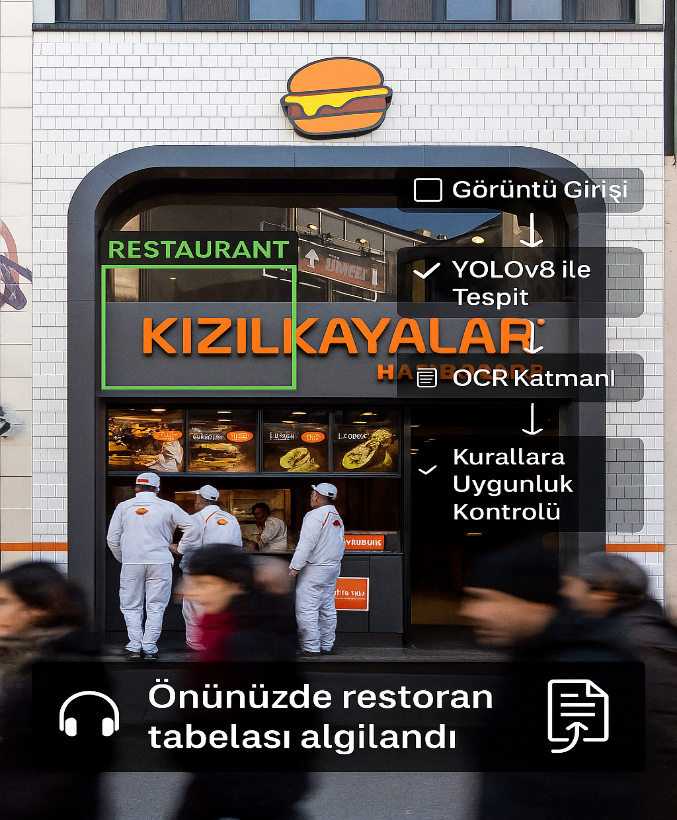 Görüntü Girişi
RESTAURANT
YOLOv8 ile
Tespit
KIZILKAYALAR
OCR Katmanl
Kurallara
Uygunluk
Kontrolü
Önünüzde restoran
tabelası algilandı